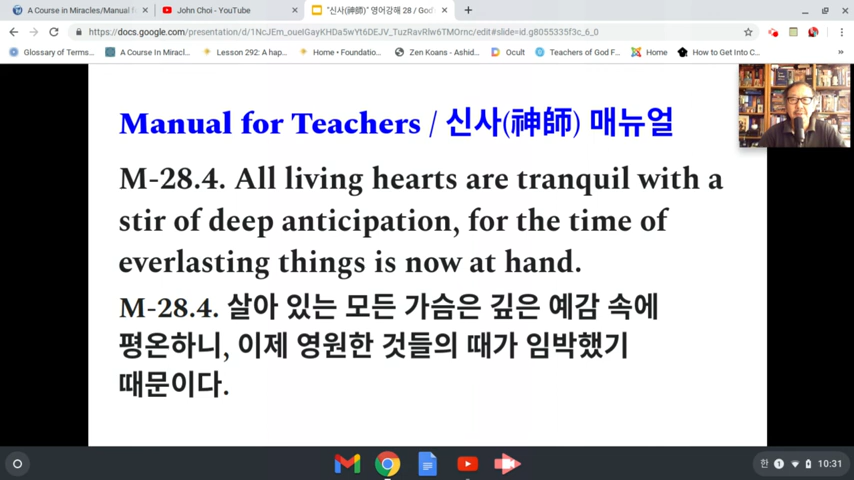 A Course in Miracles/Manual f
John Choi - YouTube
"신사(神師)" 영어강해 28 / God
https://docs.google.com/presentation/d/1NcJEm_oueIGayKHDa5wYt6DEJV_TuzRavRlw6TMOrnc/edit#slide=id.g8055335f3c_6_0
Glossary of Terms...
A Course In Miracl...
Lesson 292: A hap...
Home • Foundatio...
Zen Koans - Ashid...
Ocult
Teachers of God F...
Home
How to Get Into C...
Manual for Teachers / 신사(神師) 매뉴얼
M-28.4. All living hearts are tranquil with a
stir of deep anticipation, for the time of
everlasting things is now at hand.
M-28.4. 살아 있는 모든 가슴은 깊은 예감 속에
평온하니, 이제 영원한 것들의 때가 임박했기
때문이다.
한
1
10:31